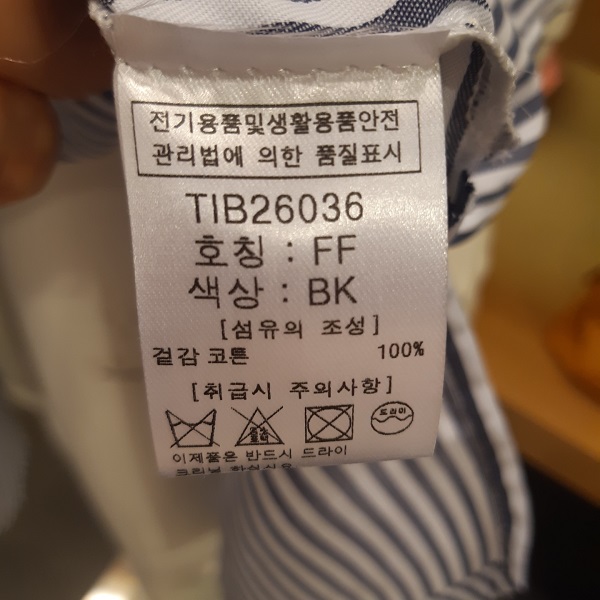 전기용품및생활용품안전
관리법에 의한 품질표시
TIB26036
호칭 : FF
색상 : BK
[섬유의 조성]
겉감 코튼 100%
[취급시 주의사항]
드라이
이제품은 반드시 드라이